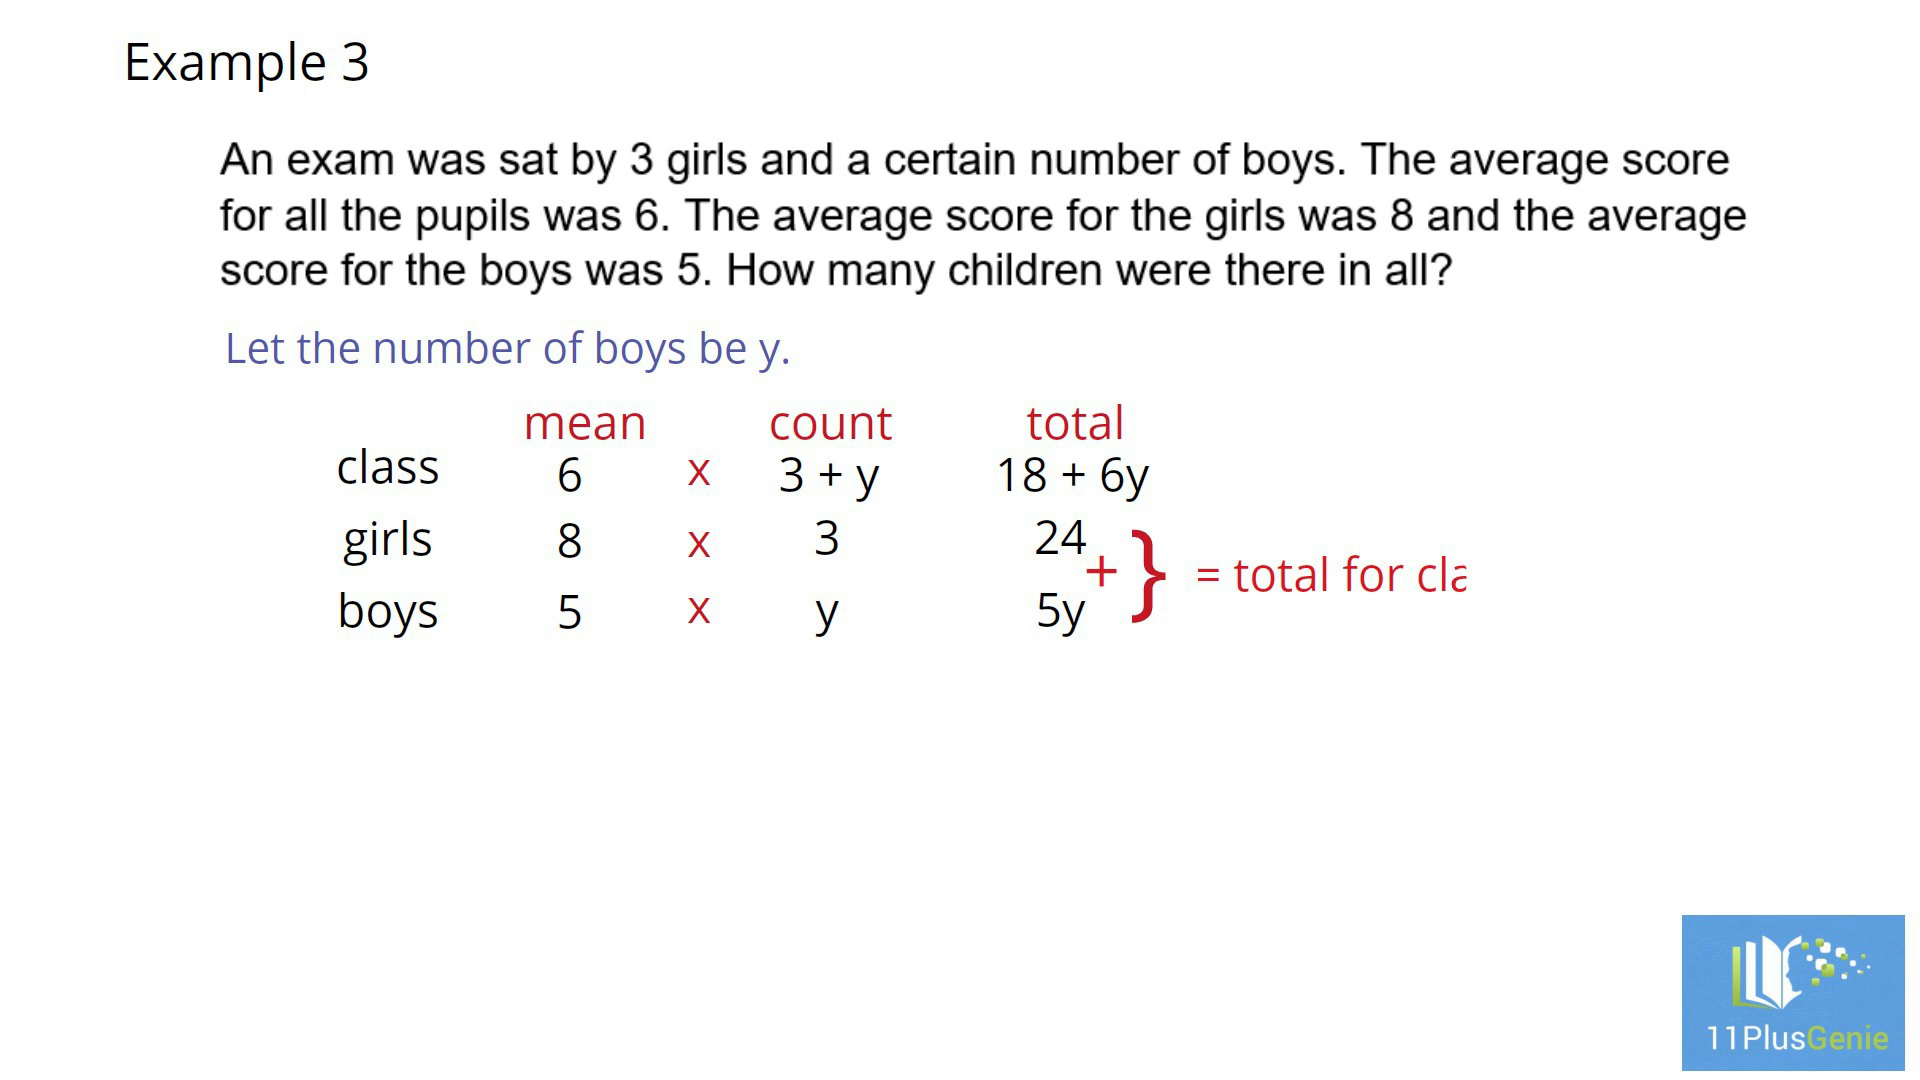 Example 3
An exam was sat by 3 girls and a certain number of boys. The average score
for all the pupils was 6. The average score for the girls was 8 and the average
score for the boys was 5. How many children were there in all?
Let the number of boys be y.
mean count total
class 6 x 3 + y 18 + 6y
girls 8 x 3 24
+ } = total for cla
boys 5 x y 5y
11PlusGenie